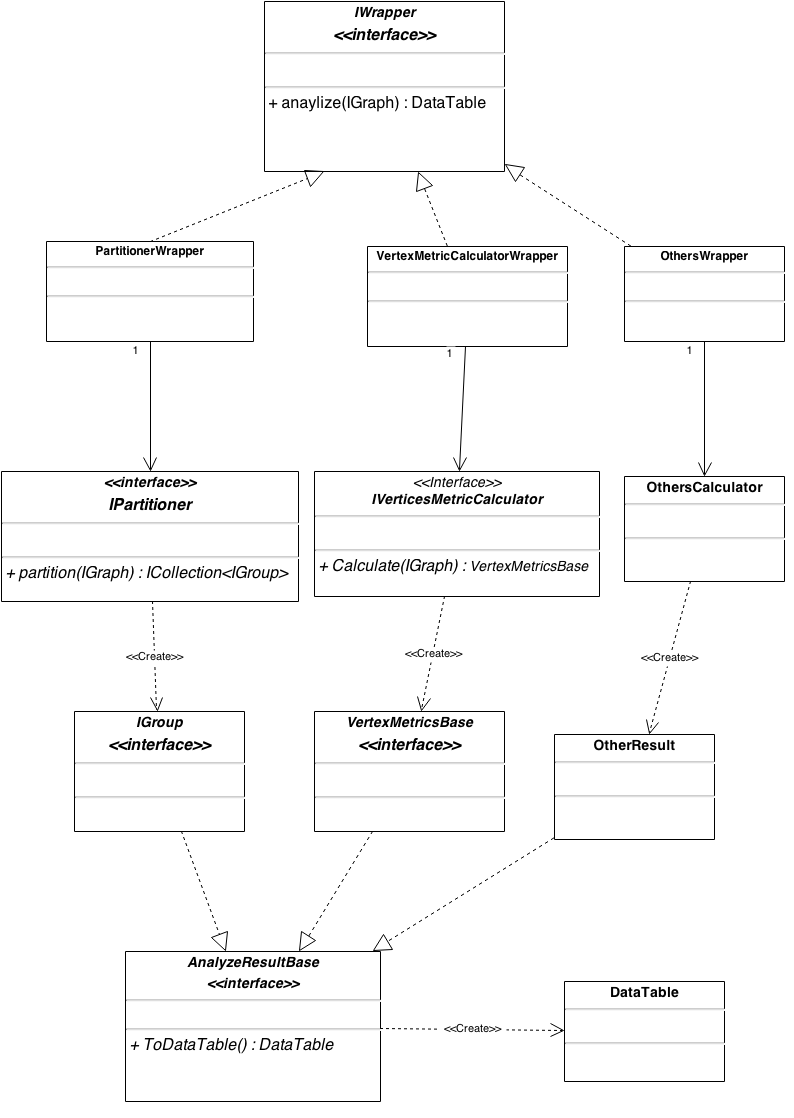 IWrapper
<<interface>>
+ anaylize(IGraph) : DataTable
PartitionerWrapper
VertexMetricCalculatorWrapper
OthersWrapper
1
1
1
<<interface>>
IPartitioner
+ partition(IGraph) : ICollection<IGroup>
<<Interface>>
IVerticesMetricCalculator
+ Calculate(IGraph) : VertexMetricsBase
OthersCalculator
<<Create>>
<<Create>>
<<Create>>
IGroup
<<interface>>
VertexMetricsBase
<<interface>>
OtherResult
AnalyzeResultBase
<<interface>>
+ ToDataTable() : DataTable
<<Create>>
DataTable